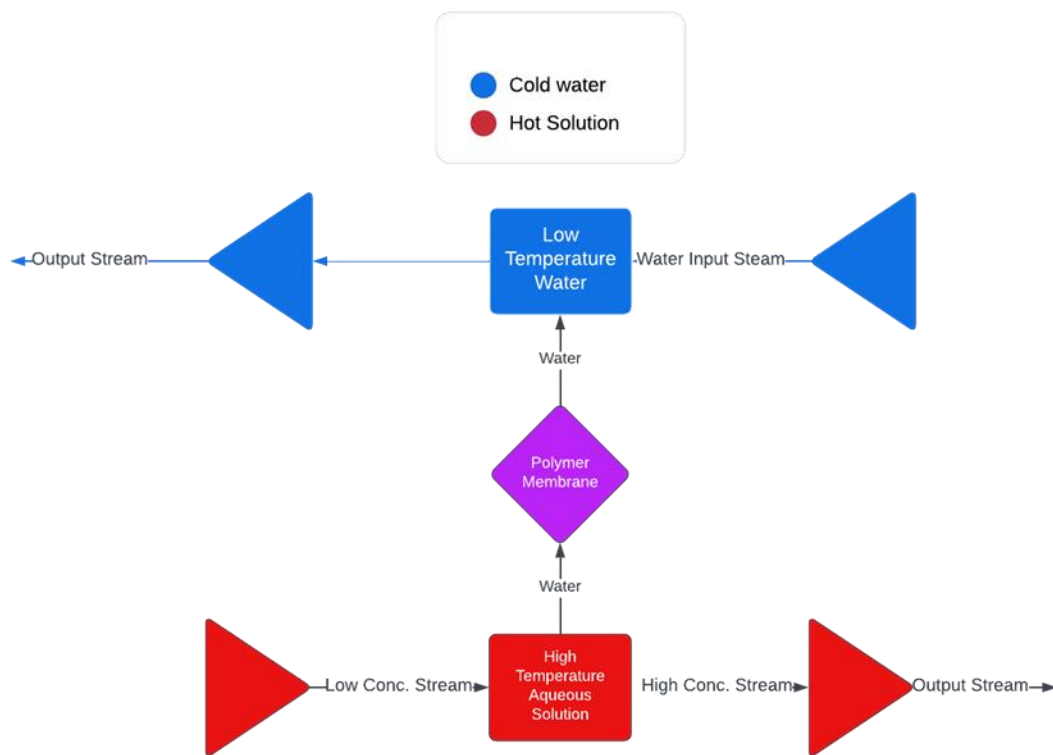 Cold water
Hot Solution
Low
Temperature
Water
Output Stream
Water Input Steam
Water
Polymer
Membrane
Water
High
Temperature
Aqueous
Solution
Low Conc. Stream
High Conc. Stream
Output Stream